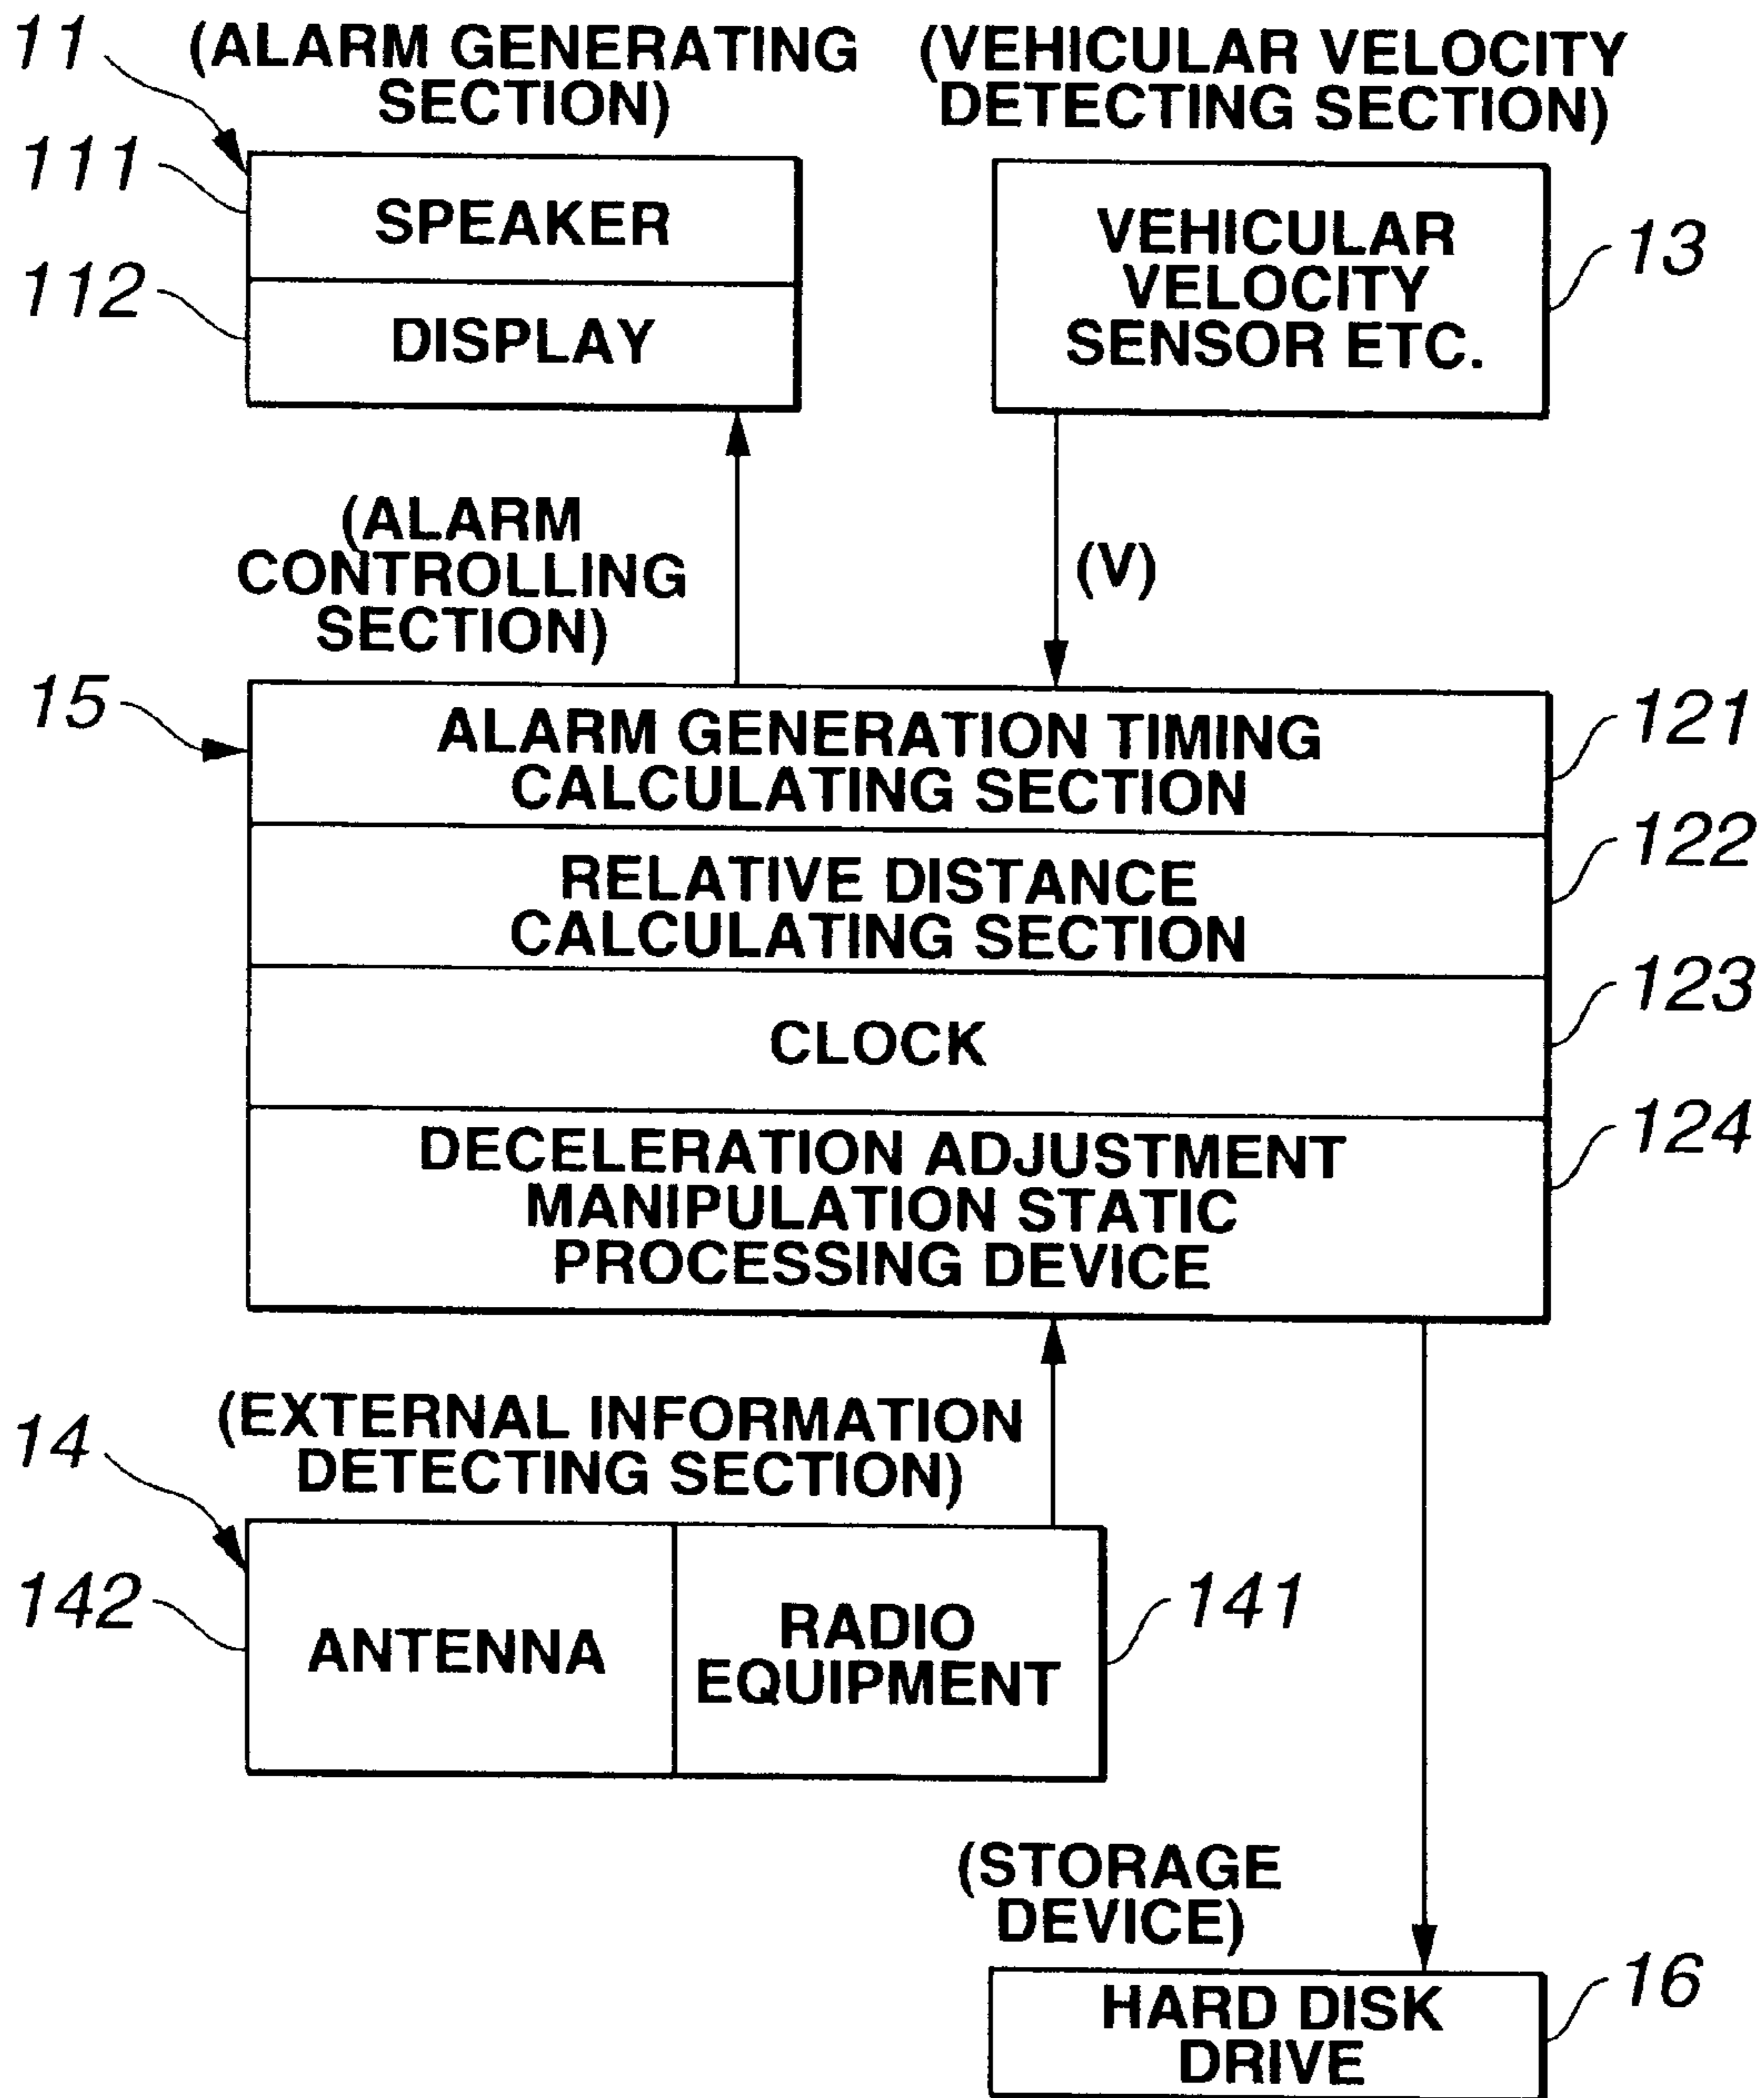 11
(ALARM GENERATING
SECTION)
(VEHICULAR VELOCITY
DETECTING SECTION)
111
SPEAKER
112
DISPLAY
VEHICULAR
VELOCITY
SENSOR ETC.
13
(ALARM
CONTROLLING
SECTION)
(V)
15
ALARM GENERATION TIMING
CALCULATING SECTION
121
RELATIVE DISTANCE
CALCULATING SECTION
122
CLOCK
123
DECELERATION ADJUSTMENT
MANIPULATION STATIC
PROCESSING DEVICE
124
14
(EXTERNAL INFORMATION
DETECTING SECTION)
142
ANTENNA
RADIO
EQUIPMENT
141
(STORAGE
DEVICE)
HARD DISK
DRIVE
16